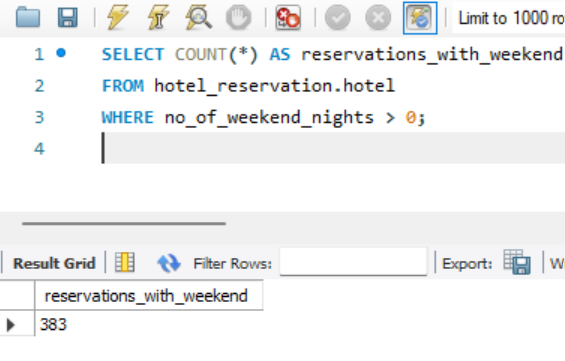 Limit to 1000 ro
1 SELECT COUNT(*) AS reservations_with_weekend
2 FROM hotel_reservation.hotel
3 WHERE no_of_weekend_nights > 0;
4
Result Grid Filter Rows: Export: W
reservations_with_weekend
383